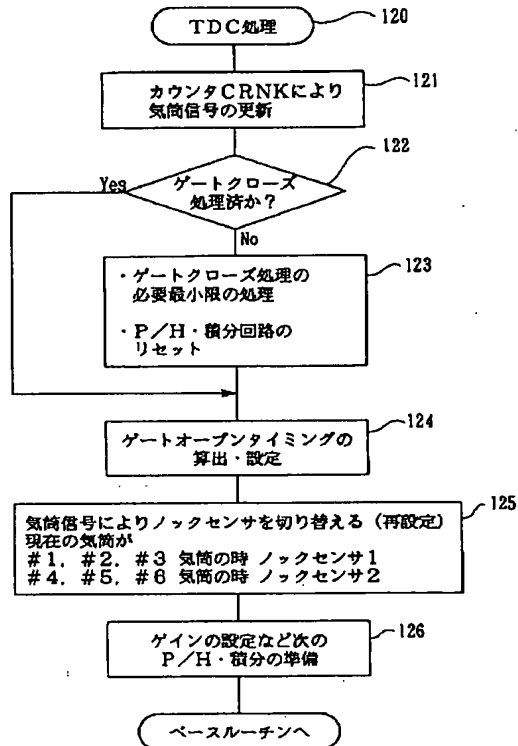 TDC処理
120
カウンタCRNKにより
気筒信号の更新
121
122
Yes
ゲートクローズ
処理済か?
No
・ゲートクローズ処理の
必要最小限の処理
・P/H・積分回路の
リセット
123
124
ゲートオープンタイミングの
算出・設定
125
気筒信号によりノックセンサを切り替える(再設定)
現在の気筒が
#1,#2,#3 気筒の時 ノックセンサ1
#4,#5,#6 気筒の時 ノックセンサ2
126
ゲインの設定など次の
P/H・積分の準備
ベースルーチンへ